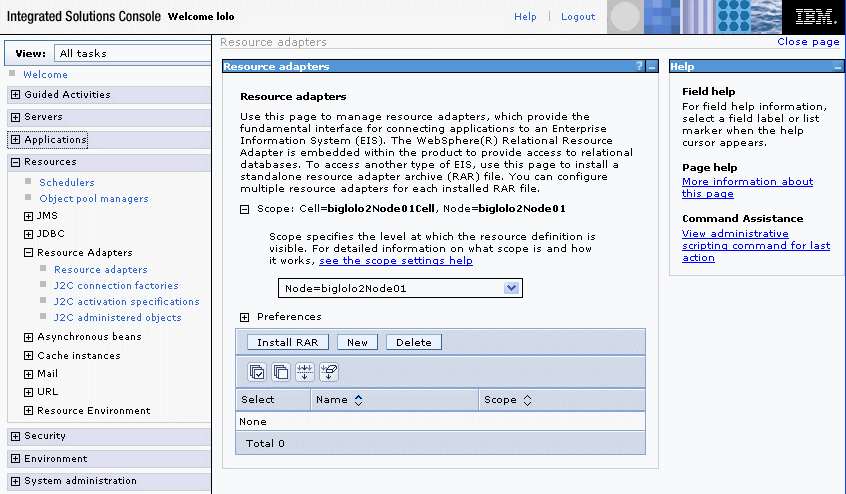 Integrated Solutions Console Welcome lolo
Help | Logout
IBM.
View: All tasks
Welcome
Guided Activities
Servers
Applications
Resources
Schedulers
Object pool managers
JMS
JDBC
Resource Adapters
Resource adapters
J2C connection factories
J2C activation specifications
J2C administered objects
Asynchronous beans
Cache instances
Mail
URL
Resource Environment
Security
Environment
System administration
Resource adapters
Close page
Resource adapters
Resource adapters
Use this page to manage resource adapters, which provide the
fundamental interface for connecting applications to an Enterprise
Information System (EIS). The WebSphere(R) Relational Resource
Adapter is embedded within the product to provide access to relational
databases. To access another type of EIS, use this page to install a
standalone resource adapter archive (RAR) file. You can configure
multiple resource adapters for each installed RAR file.
Scope: Cell=biglolo2Node01Cell, Node=biglolo2Node01
Scope specifies the level at which the resource definition is
visible. For detailed information on what scope is and how
it works, see the scope settings help
Node=biglolo2Node01
Preferences
Install RAR New Delete
Select Name Scope
None
Total 0
Help
Field help
For field help information,
select a field label or list
marker when the help
cursor appears.
Page help
More information about
this page
Command Assistance
View administrative
scripting command for last
action